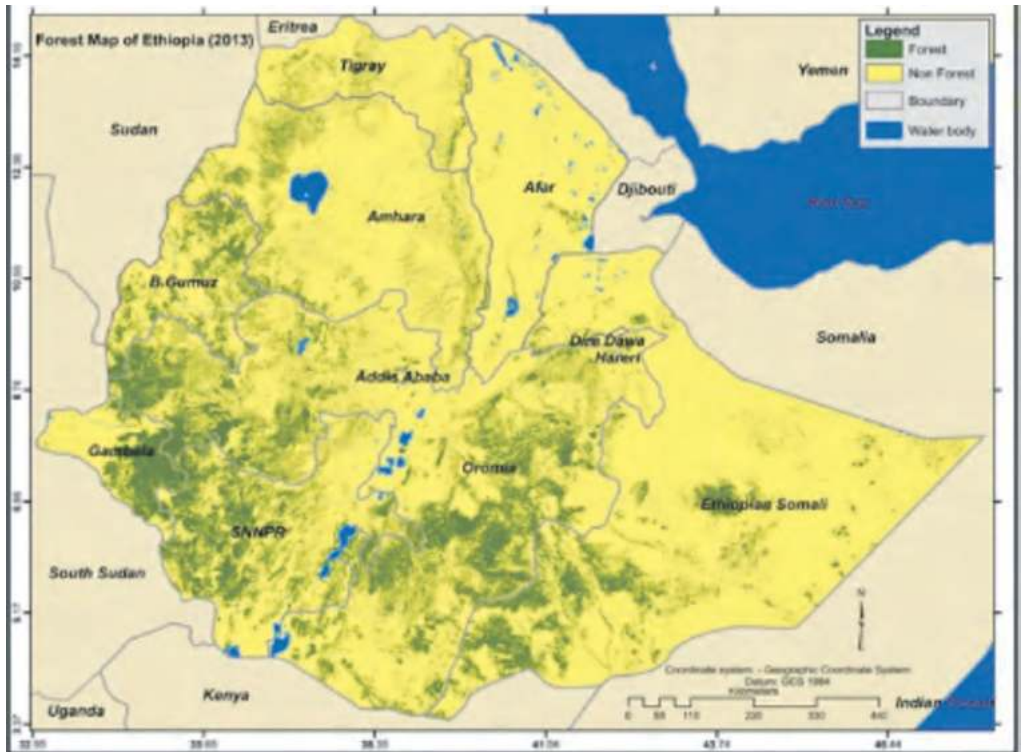 Forest Map of Ethiopia (2013)
Eritrea
Legend
Forest
Non Forest
Boundary
Water body
Tigray
Yemen
Sudan
Afar
Djibouti
Amhara
B.Gumuz
Somalia
Dire Dawa
Hareri
Addis Ababa
Gambela
Oromia
Ethiopian Somali
SNNPR
South Sudan
N
Coordinate system: - Geographic Coordinate System
Datum: GCS 1984
Kilometers
0 55 110 220 330 440
Kenya
Uganda
Indian